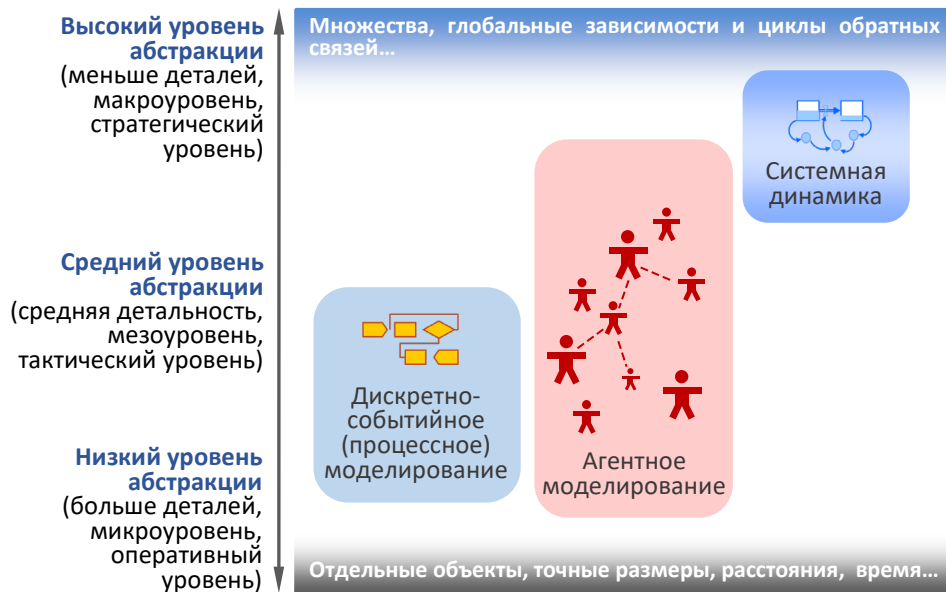 Высокий уровень
абстракции
(меньше деталей,
макроуровень,
стратегический
уровень)
Множества, глобальные зависимости и циклы обратных
связей…
Системная
динамика
Средний уровень
абстракции
(средняя детальность,
мезоуровень,
тактический уровень)
Дискретно-
событийное
(процессное)
моделирование
Агентное
моделирование
Низкий уровень
абстракции
(больше деталей,
микроуровень,
оперативный
уровень)
Отдельные объекты, точные размеры, расстояния, время…